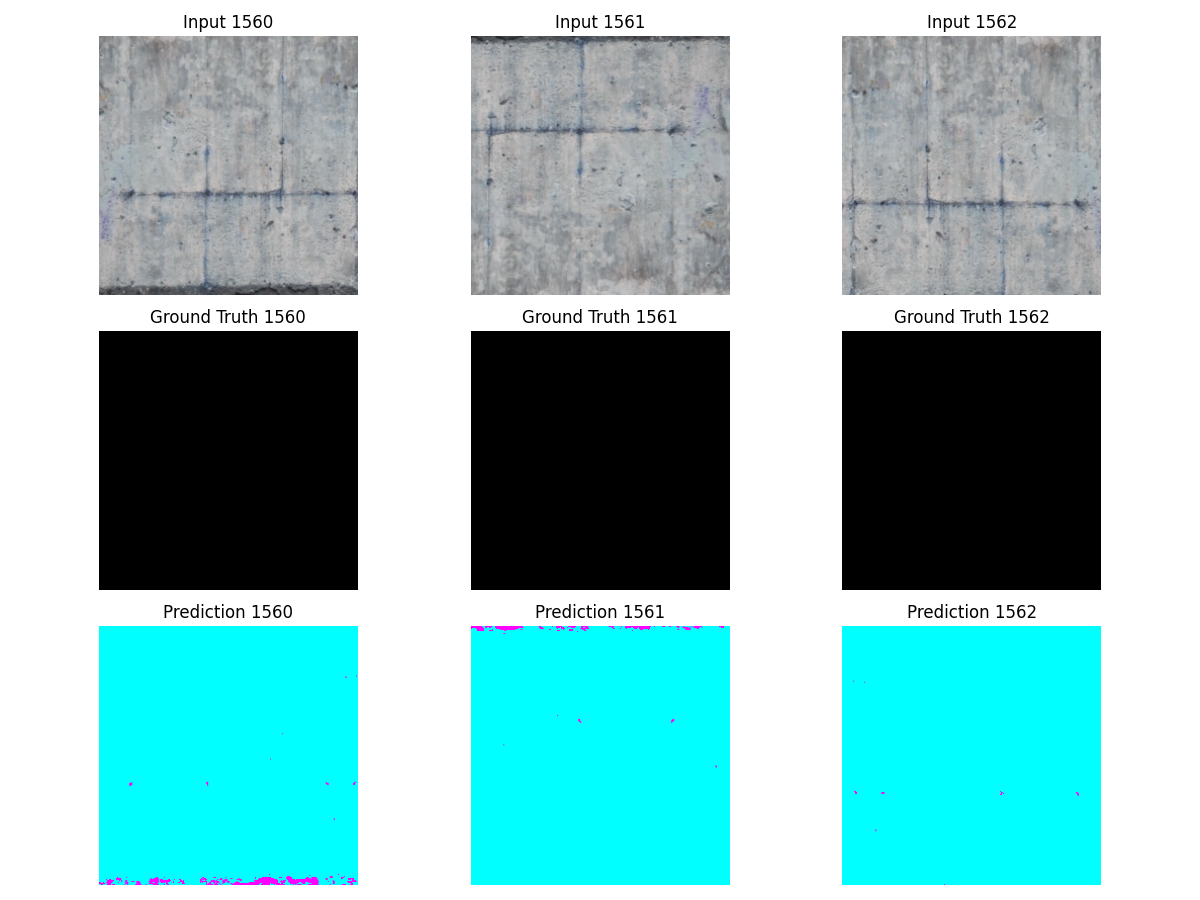 Input 1560
Input 1561
Input 1562
Ground Truth 1560
Ground Truth 1561
Ground Truth 1562
Prediction 1560
Prediction 1561
Prediction 1562